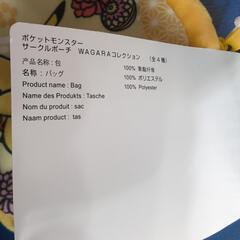 ポケットモンスター
サークルポーチ WAGARAコレクション (全4種)
产品名称：包 100% 聚酯纤维
品名：バッグ 100% ポリエステル
Product name : Bag 100% Polyester
Name des Produkts : Tasche
Nom du produit : sac
Naam product : tas